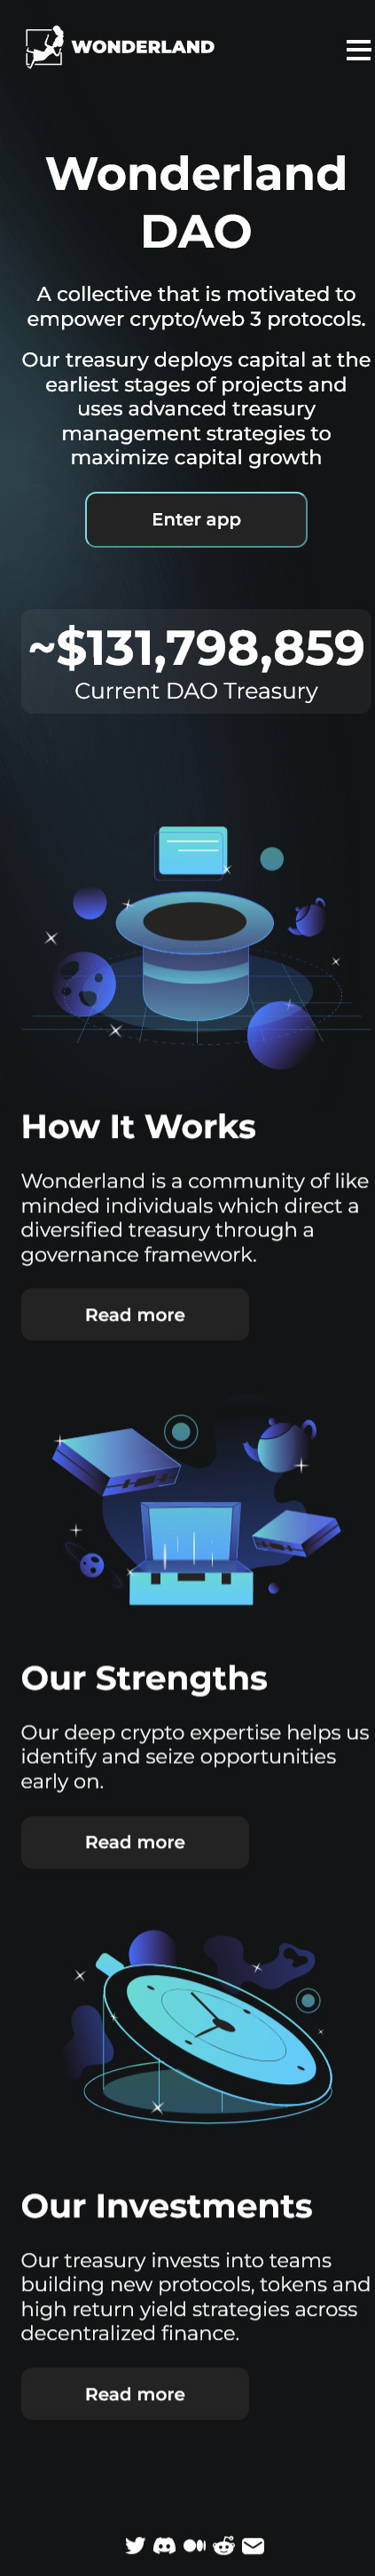 WONDERLAND
Wonderland
DAO
A collective that is motivated to
empower crypto/web 3 protocols.
Our treasury deploys capital at the
earliest stages of projects and
uses advanced treasury
management strategies to
maximize capital growth
Enter app
~$131,798,859
Current DAO Treasury
How It Works
Wonderland is a community of like
minded individuals which direct a
diversified treasury through a
governance framework.
Read more
Our Strengths
Our deep crypto expertise helps us
identify and seize opportunities
early on.
Read more
Our Investments
Our treasury invests into teams
building new protocols, tokens and
high return yield strategies across
decentralized finance.
Read more